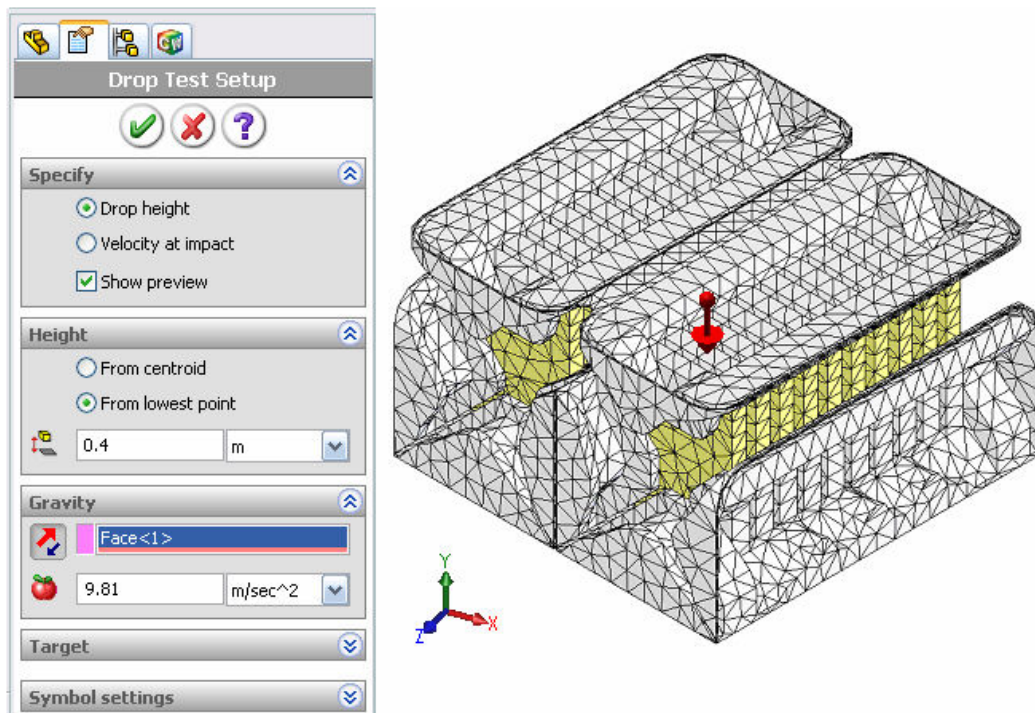 Drop Test Setup
?
Specify
Drop height
Velocity at impact
Show preview
Height
From centroid
From lowest point
0.4 m
Gravity
Face<1>
9.81 m/sec^2
Target
Symbol settings
Y
X
Z